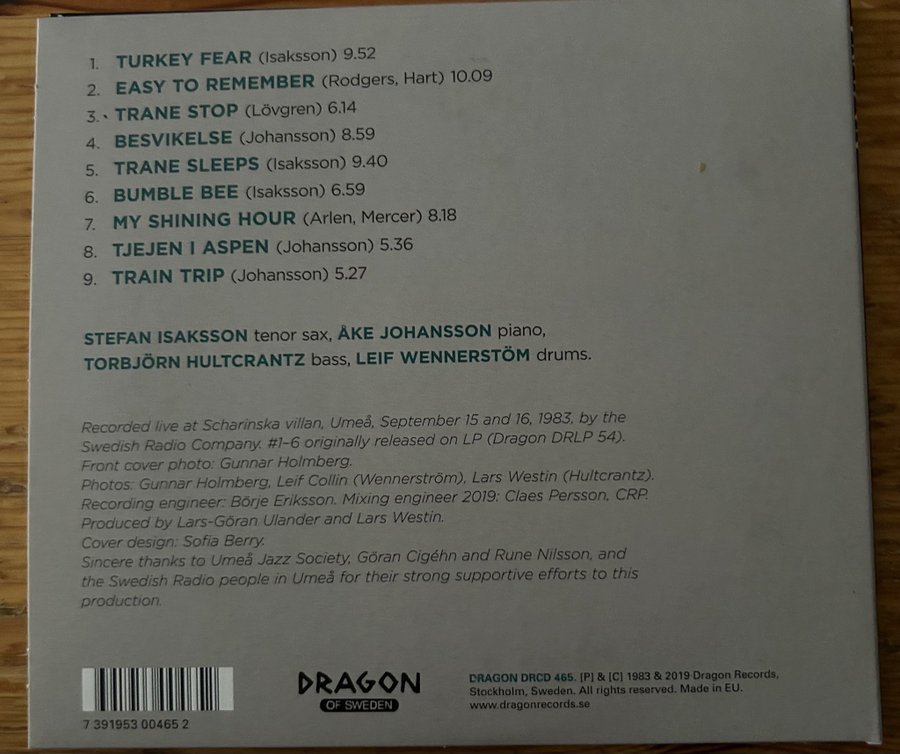 1. TURKEY FEAR (Isaksson) 9.52
2. EASY TO REMEMBER (Rodgers, Hart) 10.09
3. TRANE STOP (Lövgren) 6.14
4. BESVIKELSE (Johansson) 8.59
5. TRANE SLEEPS (Isaksson) 9.40
6. BUMBLE BEE (Isaksson) 6.59
7. MY SHINING HOUR (Arlen, Mercer) 8.18
8. TJEJEN I ASPEN (Johansson) 5.36
9. TRAIN TRIP (Johansson) 5.27
STEFAN ISAKSSON tenor sax, ÅKE JOHANSSON piano,
TORBJÖRN HULTCRANTZ bass, LEIF WENNERSTÖM drums.
Recorded live at Scharinska villan, Umeå, September 15 and 16, 1983, by the
Swedish Radio Company. #1-6 originally released on LP (Dragon DRLP 54).
Front cover photo: Gunnar Holmberg.
Photos: Gunnar Holmberg, Leif Collin (Wennerström), Lars Westin (Hultcrantz).
Recording engineer: Börje Eriksson. Mixing engineer 2019: Claes Persson, CRP.
Produced by Lars-Göran Ulander and Lars Westin.
Cover design: Sofia Berry.
Sincere thanks to Umeå Jazz Society, Göran Cigéhn and Rune Nilsson, and
the Swedish Radio people in Umeå for their strong supportive efforts to this
production.
7 391953 00465 2
DRAGON
OF SWEDEN
DRAGON DRCD 465. [P] & [C] 1983 & 2019 Dragon Records,
Stockholm, Sweden. All rights reserved. Made in EU.
www.dragonrecords.se